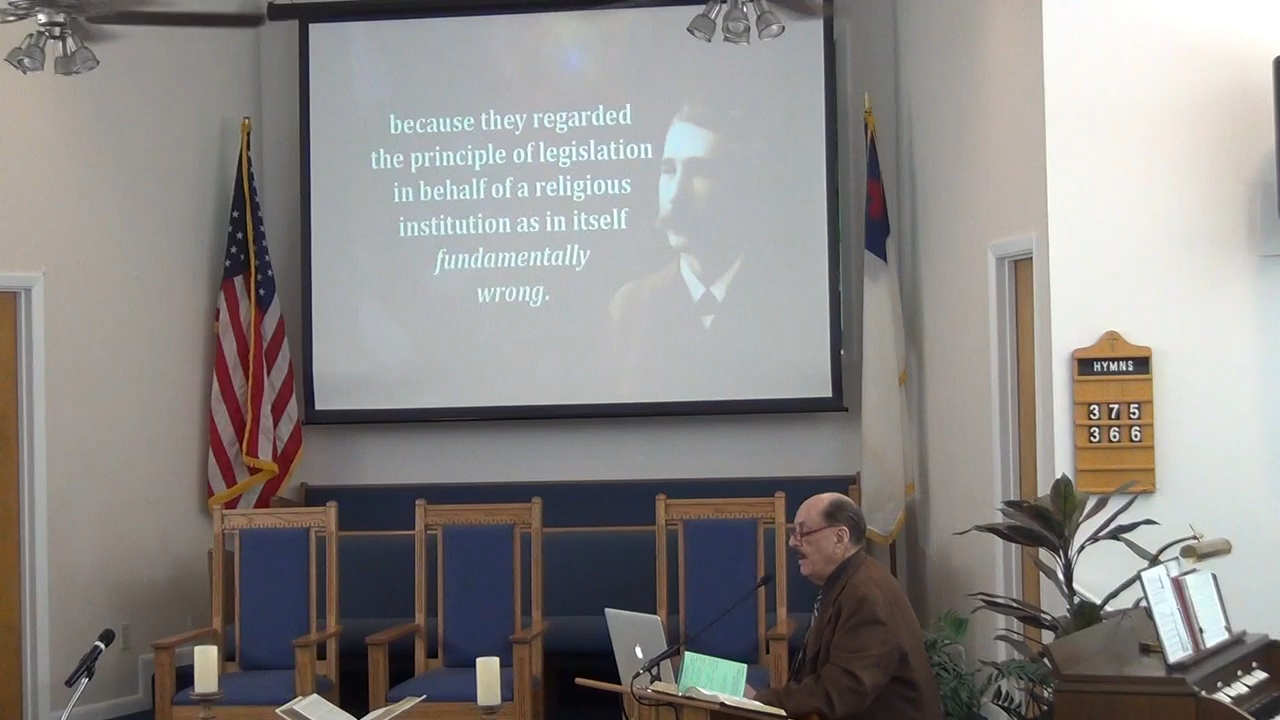 because they regarded
the principle of legislation
in behalf of a religious
institution as in itself
fundamentally
wrong.
HYMNS
375
366